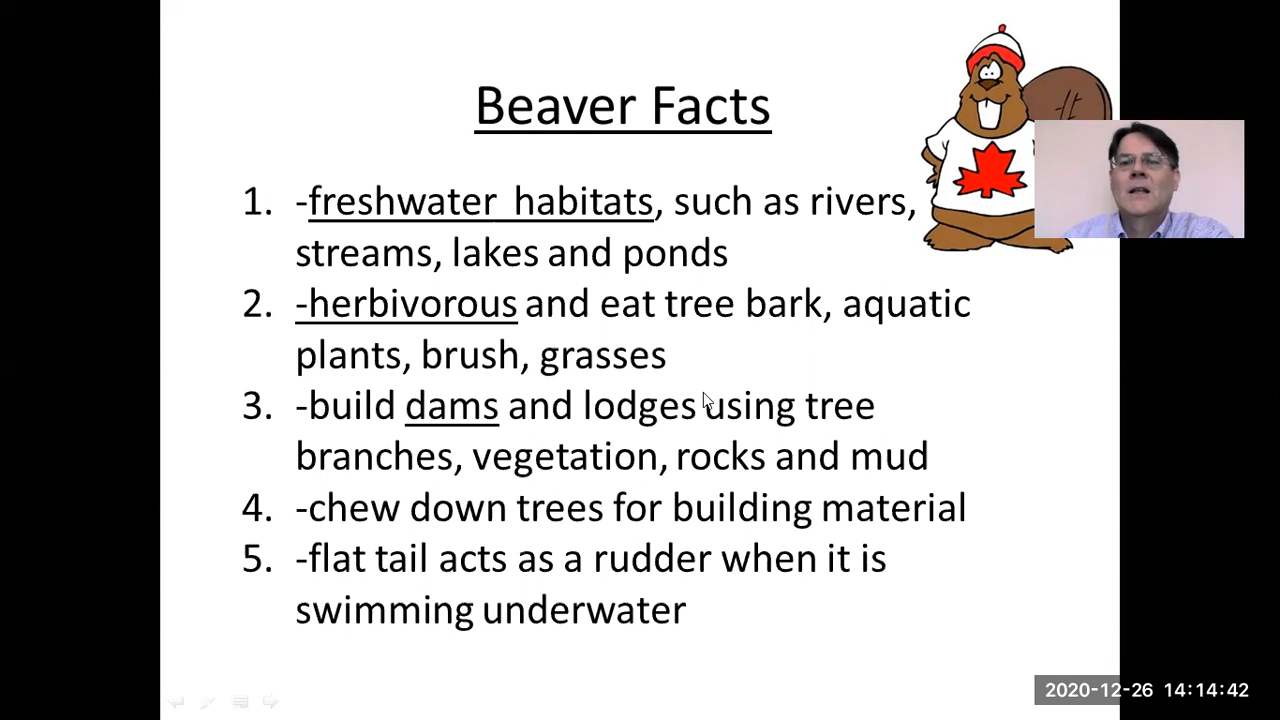 Beaver Facts
1. -freshwater habitats, such as rivers,
streams, lakes and ponds
2. -herbivorous and eat tree bark, aquatic
plants, brush, grasses
3. -build dams and lodges using tree
branches, vegetation, rocks and mud
4. -chew down trees for building material
5. -flat tail acts as a rudder when it is
swimming underwater
2020-12-26 14:14:42